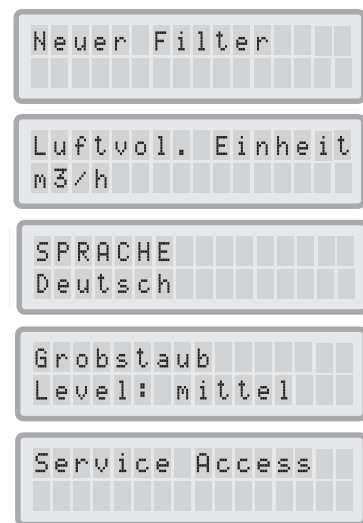 Neuer Filter
Luftvol. Einheit
m3/h
SPRACHE
Deutsch
Grobstaub
Level: mittel
Service Access